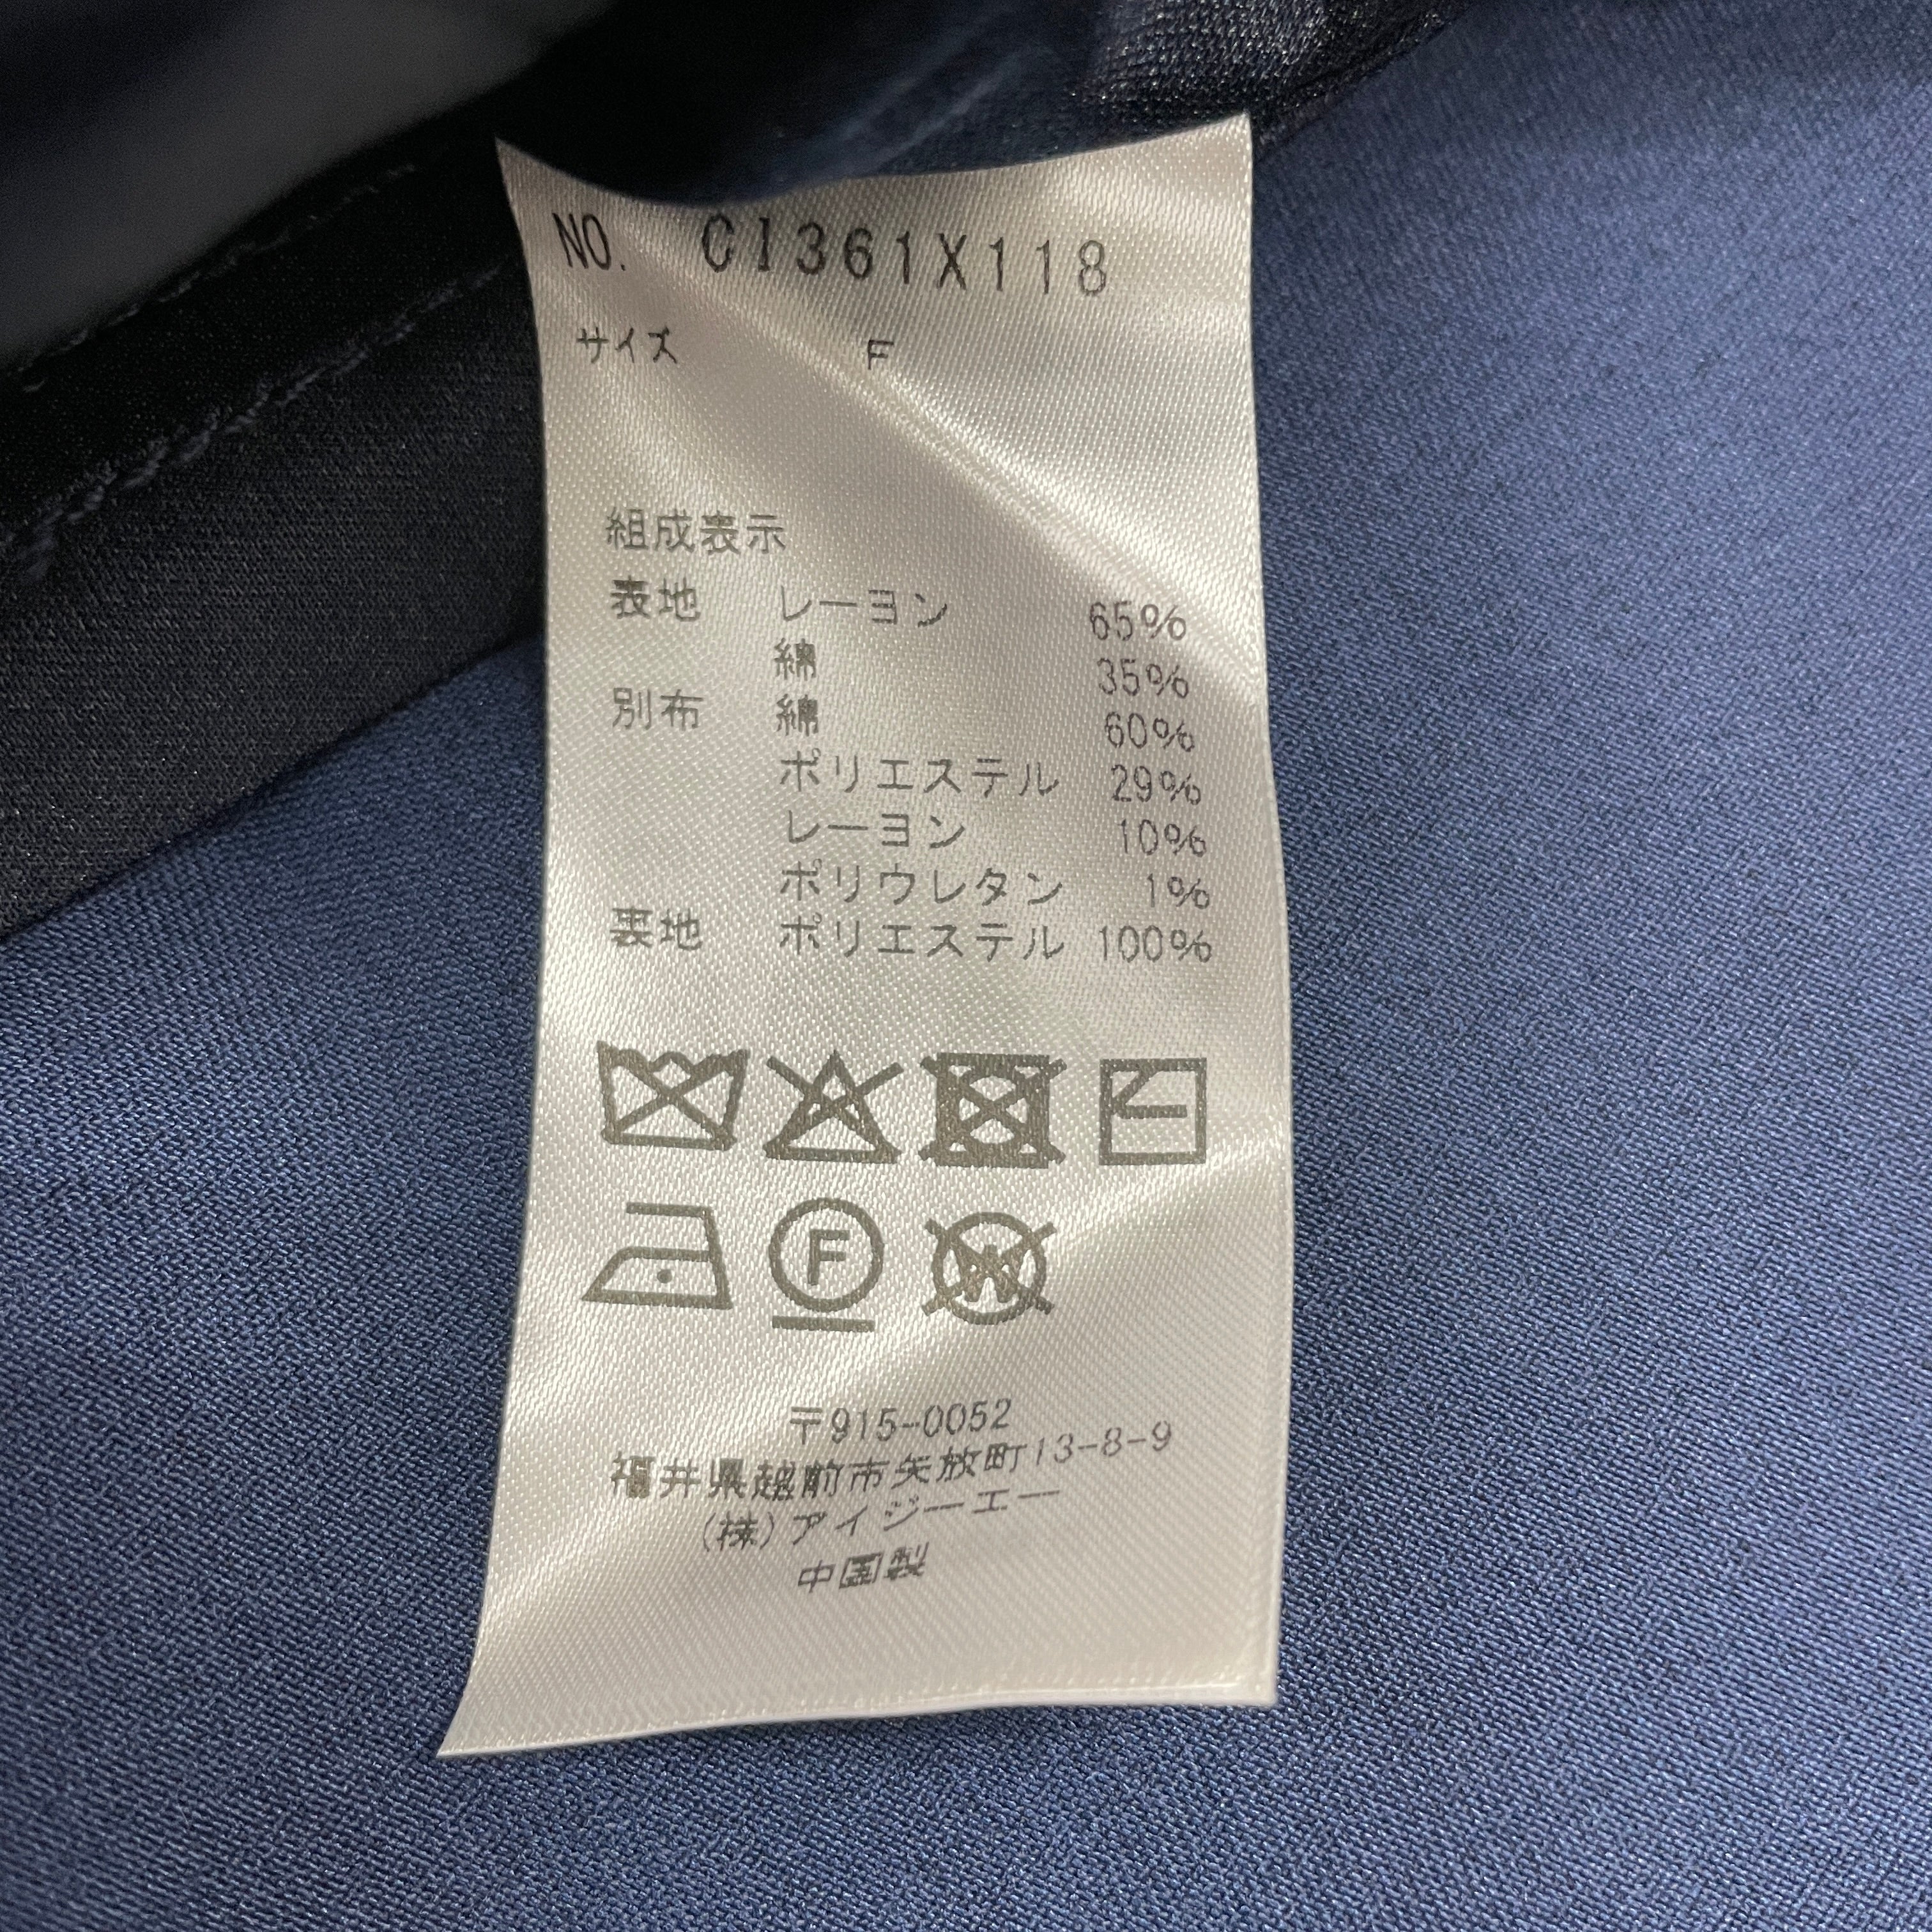 NO. CI361X118
サイズ F
組成表示
表地 レーヨン 65%
綿 35%
別布 綿 60%
ポリエステル 29%
レーヨン 10%
ポリウレタン 1%
裏地 ポリエステル 100%
F
W
〒915-0052
福井県越前市矢放町13-8-9
(株)アイジーエー
中国製